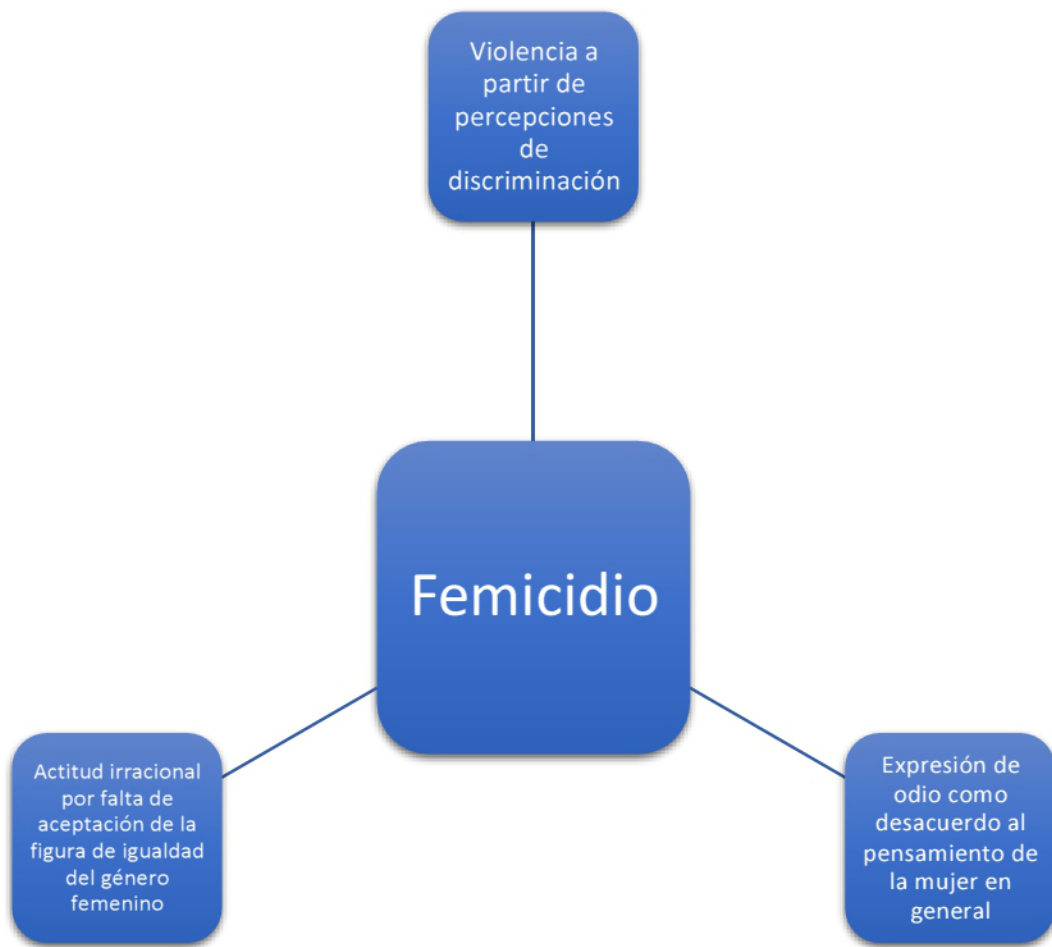 Violencia a
partir de
percepciones
de
discriminación
Femicidio
Actitud irracional
por falta de
aceptación de la
figura de igualdad
del género
femenino
Expresión de
odio como
desacuerdo al
pensamiento de
la mujer en
general